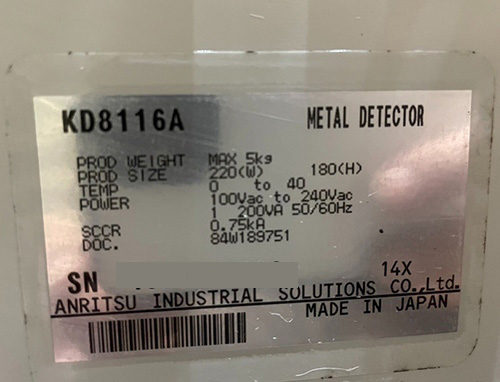 KD8116A METAL DETECTOR
PROD WEIGHT MAX 5kg
PROD SIZE 220(W) 180(H)
TEMP 0 to 40
POWER 100Vac to 240Vac
1 200VA 50/60Hz
SCCR 0.75kA
DOC. 84W189751
SN
14X
ANRITSU INDUSTRIAL SOLUTIONS CO.,Ltd.
MADE IN JAPAN